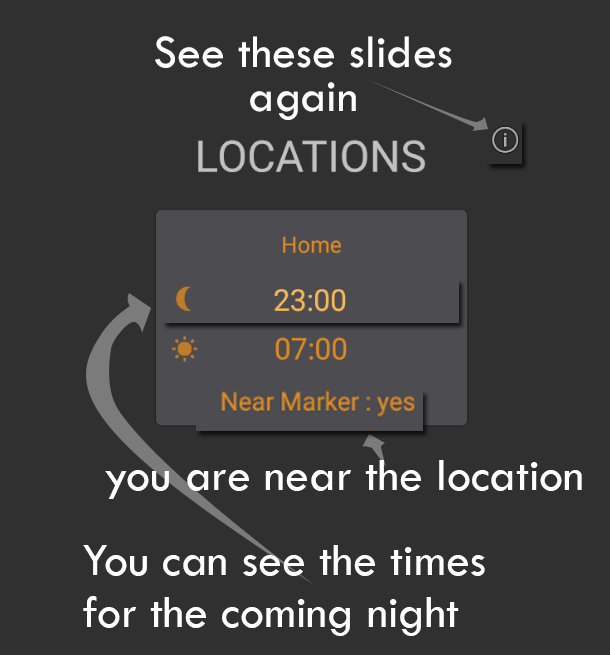 See these slides
again
LOCATIONS
Home
23:00
07:00
Near Marker : yes
you are near the location
You can see the times
for the coming night